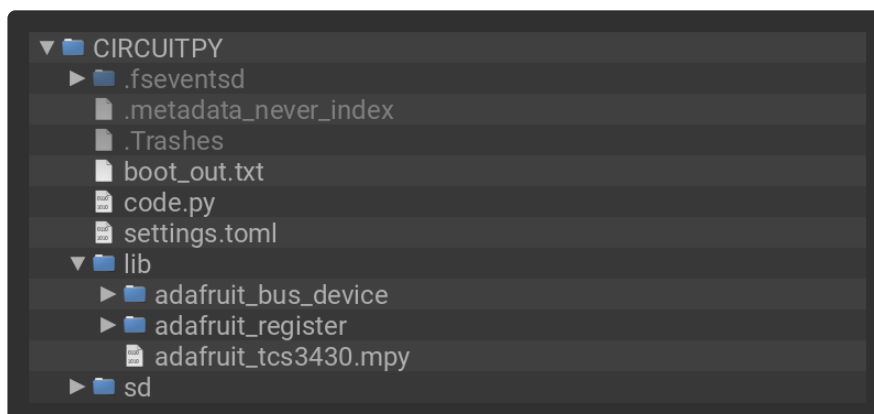 CIRCUITPY
.fseventsd
.metadata_never_index
.Trashes
boot_out.txt
code.py
settings.toml
lib
adafruit_bus_device
adafruit_register
adafruit_tcs3430.mpy
sd